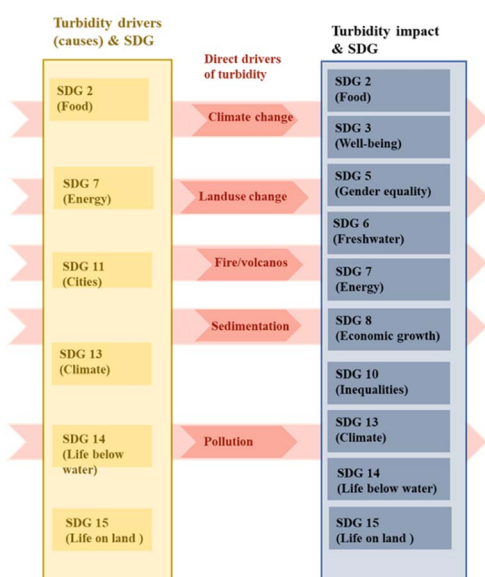 Turbidity drivers
(causes) & SDG
SDG 2
(Food)
SDG 7
(Energy)
SDG 11
(Cities)
SDG 13
(Climate)
SDG 14
(Life below
water)
SDG 15
(Life on land )
Direct drivers
of turbidity
Climate change
Landuse change
Fire/volcanos
Sedimentation
Pollution
Turbidity impact
& SDG
SDG 2
(Food)
SDG 3
(Well-being)
SDG 5
(Gender equality)
SDG 6
(Freshwater)
SDG 7
(Energy)
SDG 8
(Economic growth)
SDG 10
(Inequalities)
SDG 13
(Climate)
SDG 14
(Life below water)
SDG 15
(Life on land )